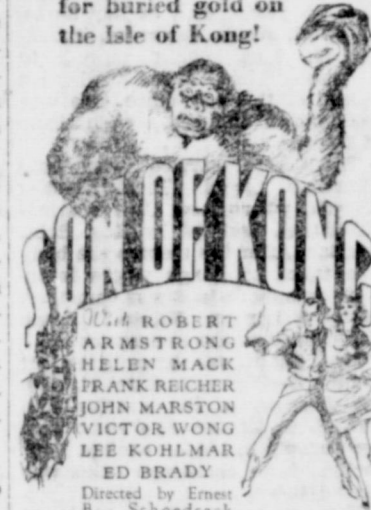 for buried gold on
the Isle of Kong!
SON OF KONG
With ROBERT
ARMSTRONG
HELEN MACK
FRANK REICHER
JOHN MARSTON
VICTOR WONG
LEE KOHLMAR
ED BRADY
Directed by Ernest
B. Schoedsack